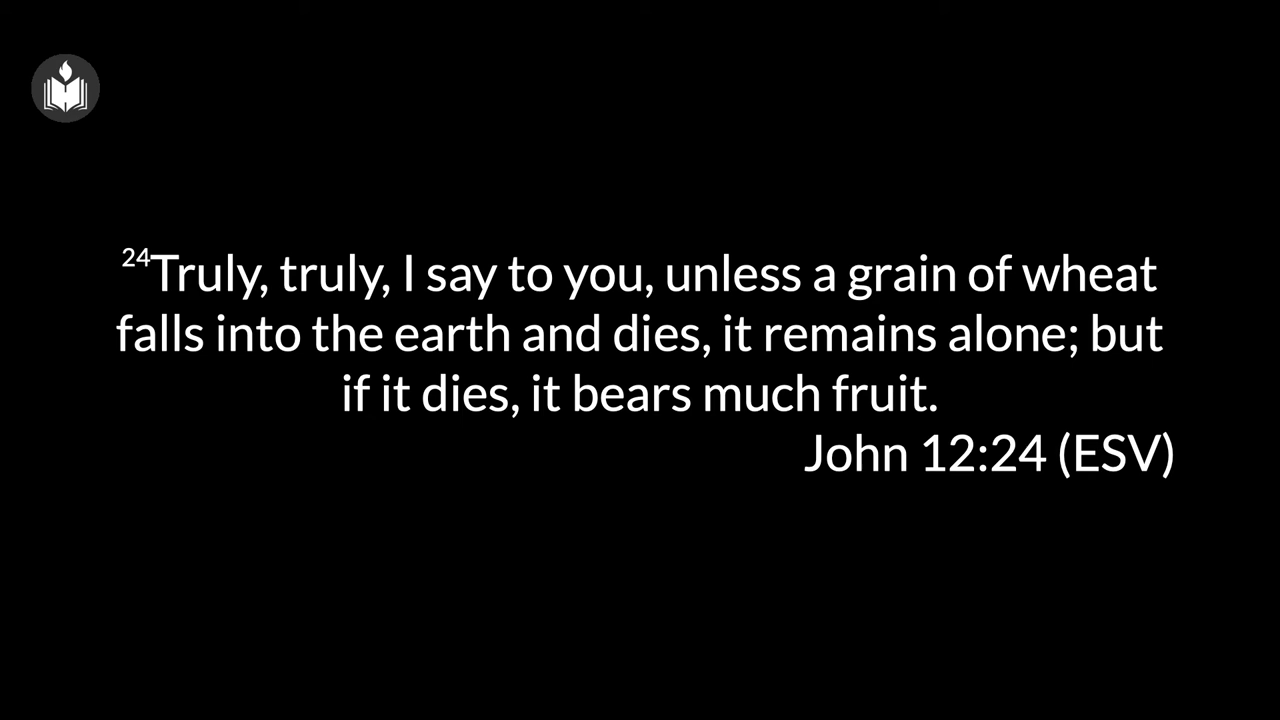 24Truly, truly, I say to you, unless a grain of wheat
falls into the earth and dies, it remains alone; but
if it dies, it bears much fruit.
John 12:24 (ESV)